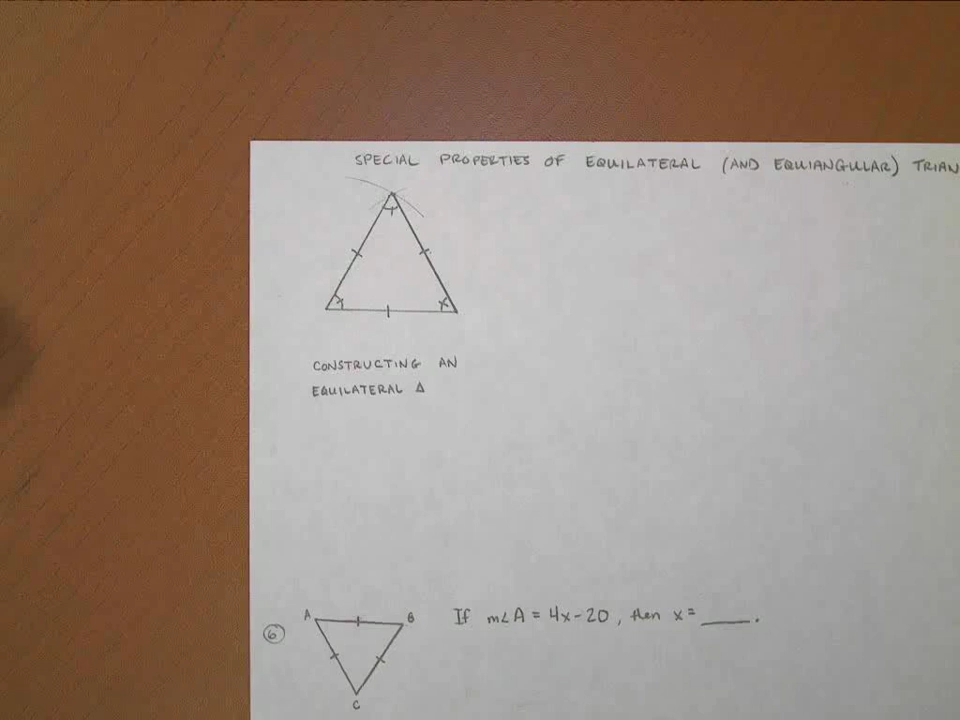 SPECIAL PROPERTIES OF EQUILATERAL (AND EQUIANGULAR) TRIAN
CONSTRUCTING AN
EQUILATERAL Δ
6 A B If m∠A = 4x-20, then x = ____.
C